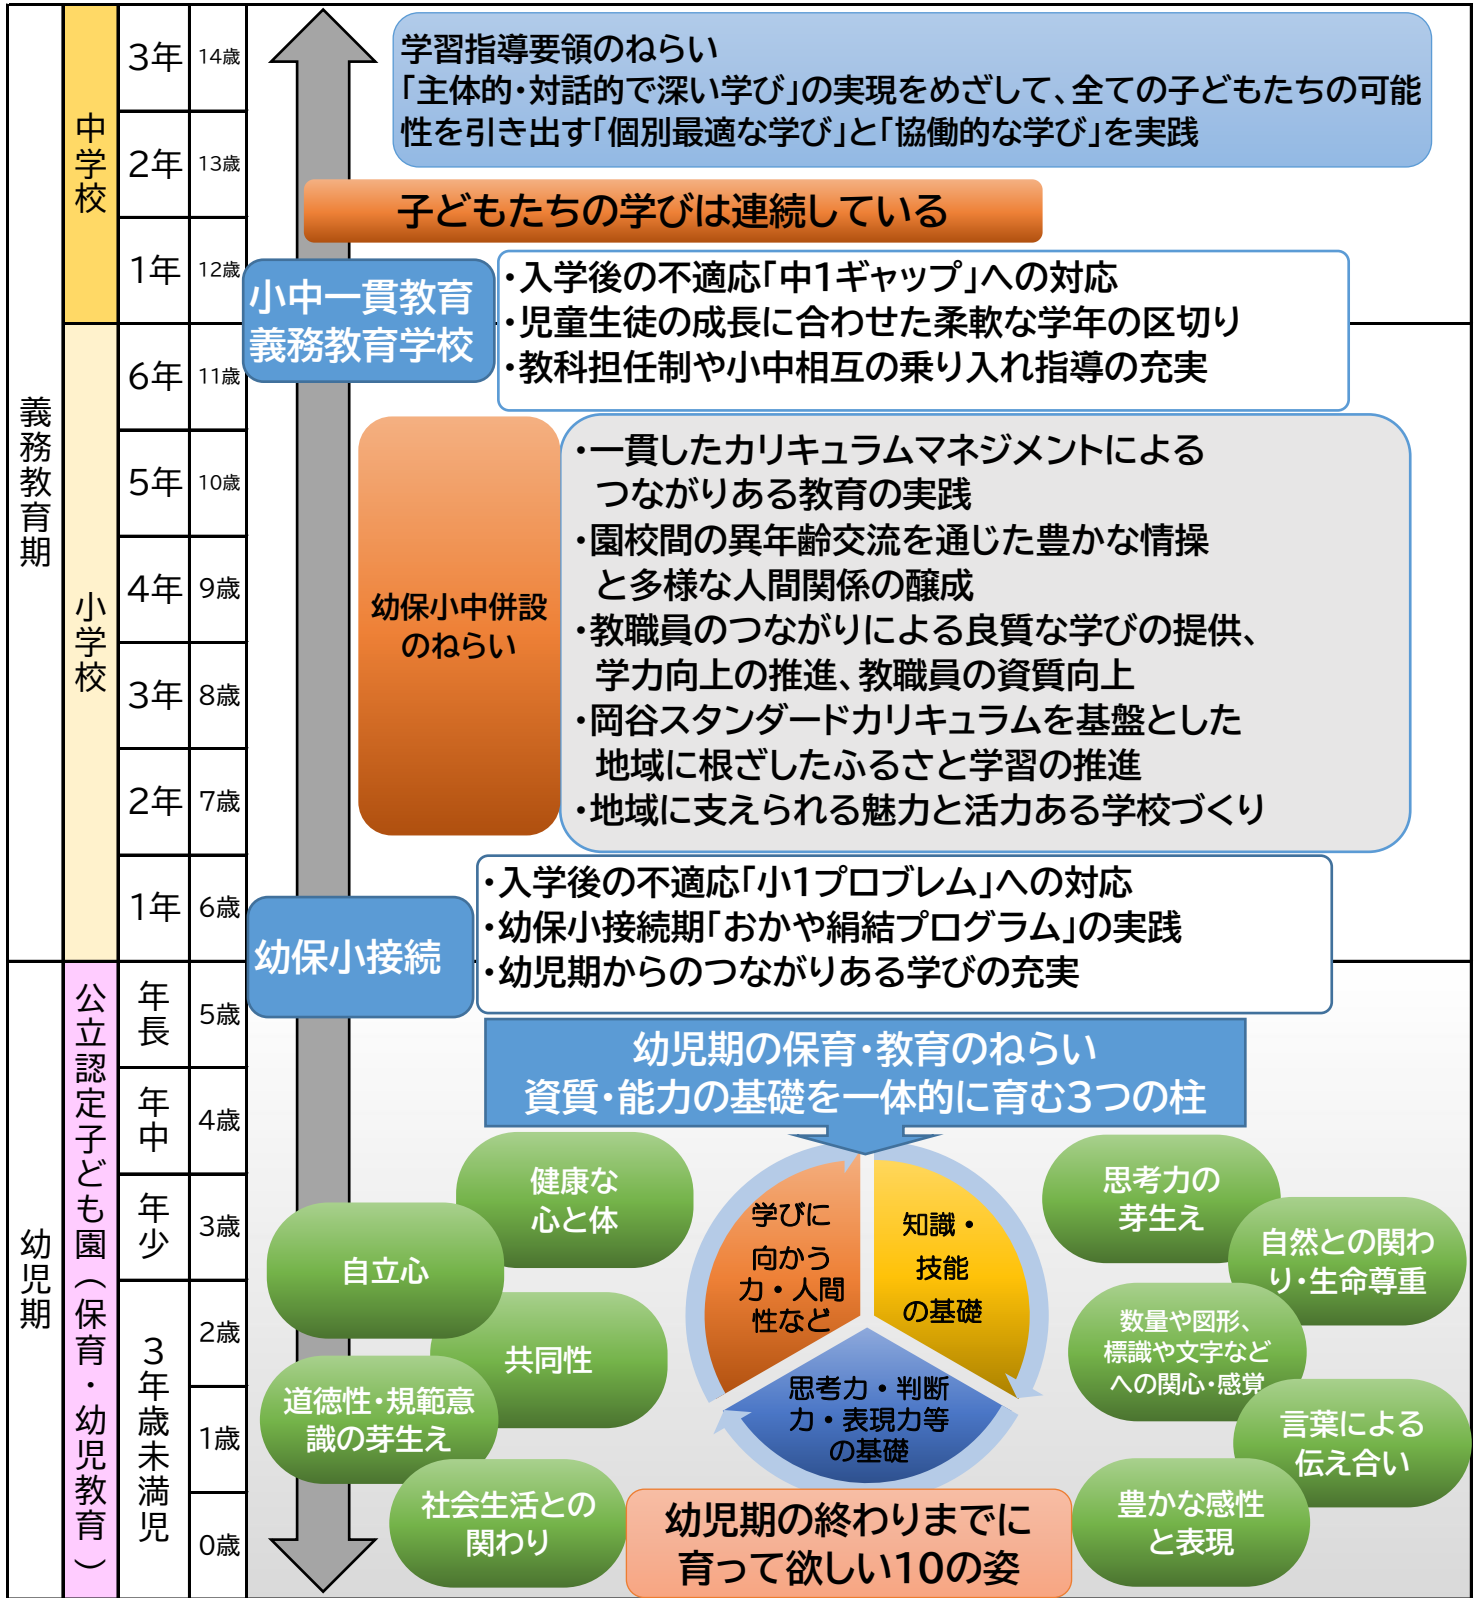 義務教育期
幼児期
中学校
小学校
公立認定子ども園(保育・幼児教育)
3年 14歳
2年 13歳
1年 12歳
6年 11歳
5年 10歳
4年 9歳
3年 8歳
2年 7歳
1年 6歳
年長 5歳
年中 4歳
年少 3歳
3年歳未満児
2歳
1歳
0歳
学習指導要領のねらい
「主体的・対話的で深い学び」の実現をめざして、全ての子どもたちの可能
性を引き出す「個別最適な学び」と「協働的な学び」を実践
子どもたちの学びは連続している
小中一貫教育
義務教育学校
・入学後の不適応「中1ギャップ」への対応
・児童生徒の成長に合わせた柔軟な学年の区切り
・教科担任制や小中相互の乗り入れ指導の充実
幼保小中併設
のねらい
・一貫したカリキュラムマネジメントによる
つながりある教育の実践
・園校間の異年齢交流を通じた豊かな情操
と多様な人間関係の醸成
・教職員のつながりによる良質な学びの提供、
学力向上の推進、教職員の資質向上
・岡谷スタンダードカリキュラムを基盤とした
地域に根ざしたふるさと学習の推進
・地域に支えられる魅力と活力ある学校づくり
幼保小接続
・入学後の不適応「小1プロブレム」への対応
・幼保小接続期「おかや絹結プログラム」の実践
・幼児期からのつながりある学びの充実
幼児期の保育・教育のねらい
資質・能力の基礎を一体的に育む3つの柱
健康な
心と体
自立心
共同性
道徳性・規範意
識の芽生え
社会生活との
関わり
学びに
向かう
力・人間
性など
知識・
技能
の基礎
思考力・判断
力・表現力等
の基礎
思考力の
芽生え
自然との関わ
り・生命尊重
数量や図形、
標識や文字など
への関心・感覚
言葉による
伝え合い
豊かな感性
と表現
幼児期の終わりまでに
育って欲しい10の姿